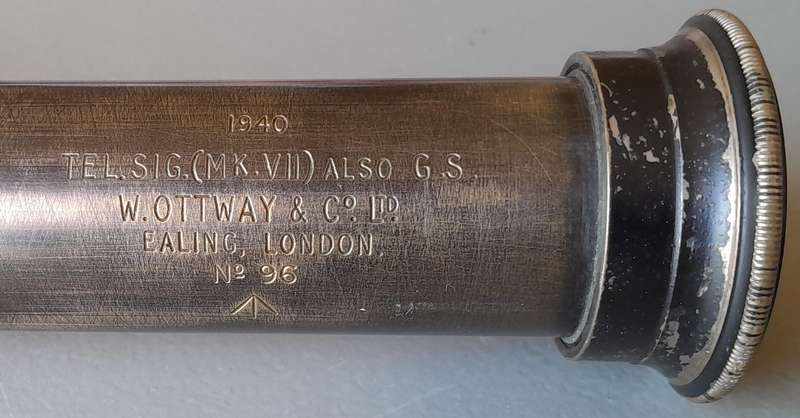 1940
TEL.SIG.(MK.VII) ALSO G.S.
W.OTTWAY & Cº. LTD.
EALING, LONDON.
Nº 96